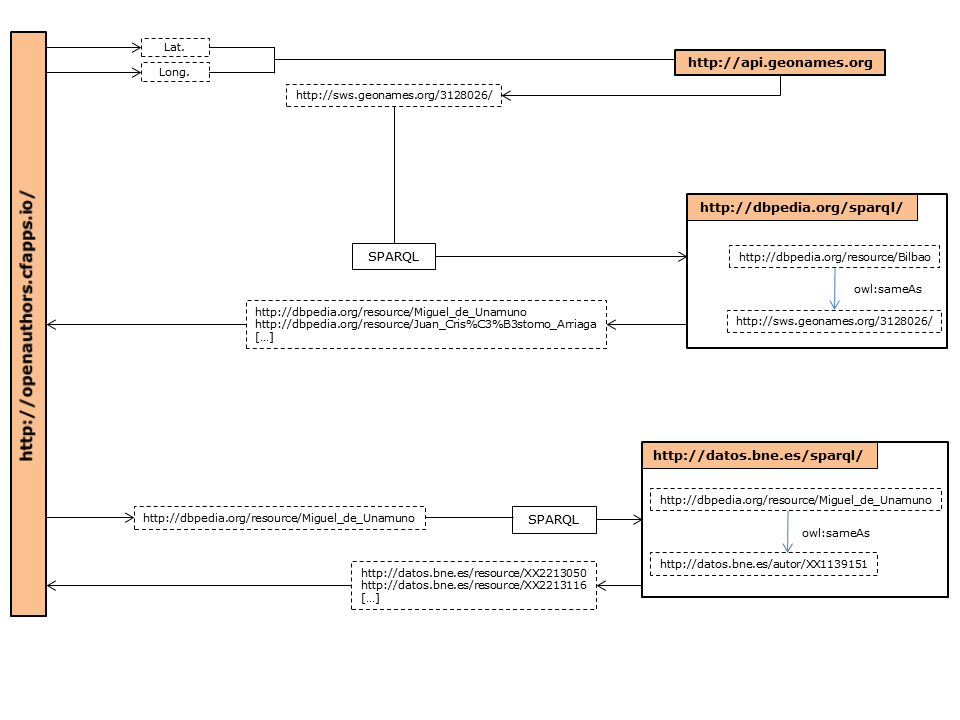 http://openauthors.cfapps.io/
Lat.
Long.
http://api.geonames.org
http://sws.geonames.org/3128026/
http://dbpedia.org/sparql/
SPARQL
http://dbpedia.org/resource/Bilbao
owl:sameAs
http://sws.geonames.org/3128026/
http://dbpedia.org/resource/Miguel_de_Unamuno
http://dbpedia.org/resource/Juan_Cris%C3%B3stomo_Arriaga
[...]
http://datos.bne.es/sparql/
http://dbpedia.org/resource/Miguel_de_Unamuno
SPARQL
http://dbpedia.org/resource/Miguel_de_Unamuno
owl:sameAs
http://datos.bne.es/autor/XX1139151
http://datos.bne.es/resource/XX2213050
http://datos.bne.es/resource/XX2213116
[...]